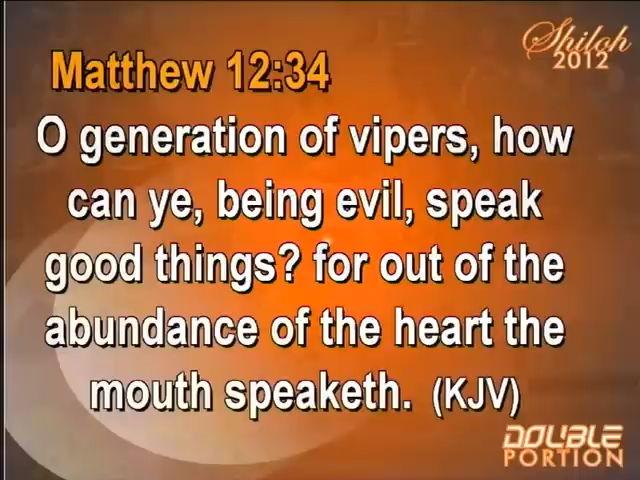 Shiloh
2012
Matthew 12:34
O generation of vipers, how
can ye, being evil, speak
good things? for out of the
abundance of the heart the
mouth speaketh. (KJV)
DOUBLE
PORTION